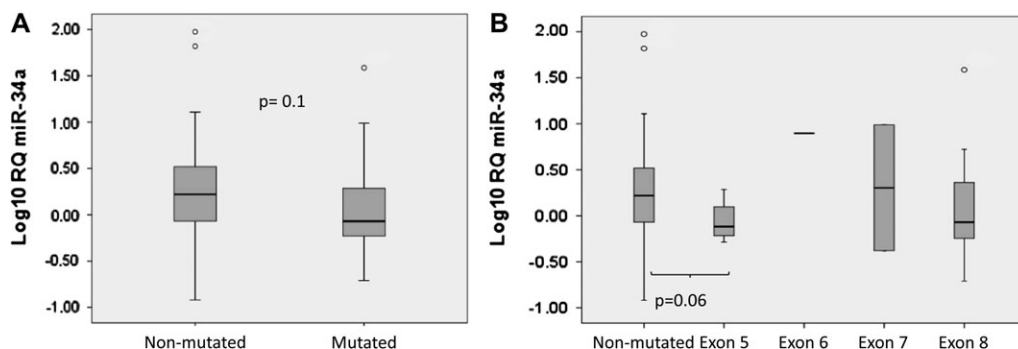 A
Log10 RQ miR-34a
2.00
1.50
1.00
0.50
0.00
-0.50
-1.00
p= 0.1
Non-mutated Mutated
B
Log10 RQ miR-34a
2.00
1.50
1.00
0.50
0.00
-0.50
-1.00
p=0.06
Non-mutated Exon 5 Exon 6 Exon 7 Exon 8